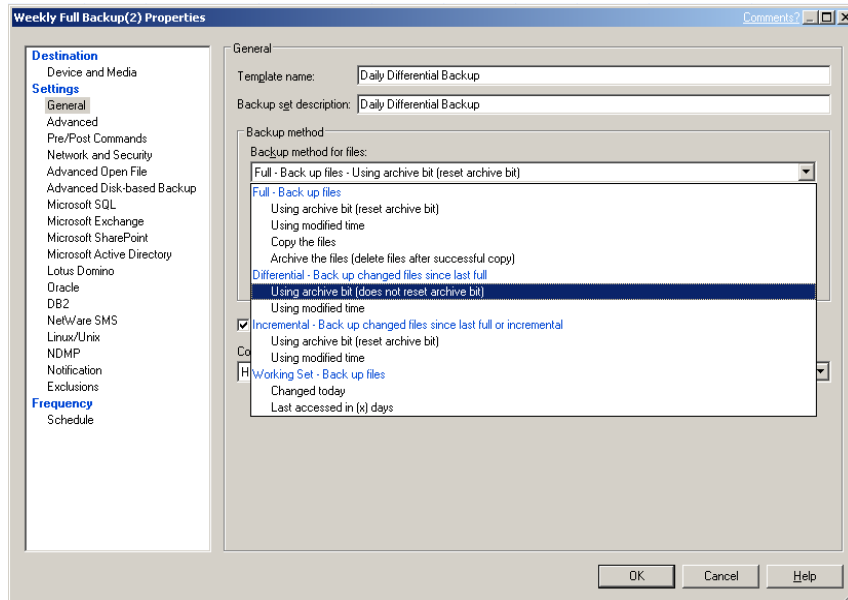 Weekly Full Backup(2) Properties
Comments?
Destination
Device and Media
Settings
General
Advanced
Pre/Post Commands
Network and Security
Advanced Open File
Advanced Disk-based Backup
Microsoft SQL
Microsoft Exchange
Microsoft SharePoint
Microsoft Active Directory
Lotus Domino
Oracle
DB2
NetWare SMS
Linux/Unix
NDMP
Notification
Exclusions
Frequency
Schedule
General
Template name: Daily Differential Backup
Backup set description: Daily Differential Backup
Backup method
Backup method for files:
Full - Back up files - Using archive bit (reset archive bit)
Full - Back up files
Using archive bit (reset archive bit)
Using modified time
Copy the files
Archive the files (delete files after successful copy)
Differential - Back up changed files since last full
Using archive bit (does not reset archive bit)
Using modified time
Incremental - Back up changed files since last full or incremental
Using archive bit (reset archive bit)
Using modified time
Working Set - Back up files
Changed today
Last accessed in (x) days
OK
Cancel
Help